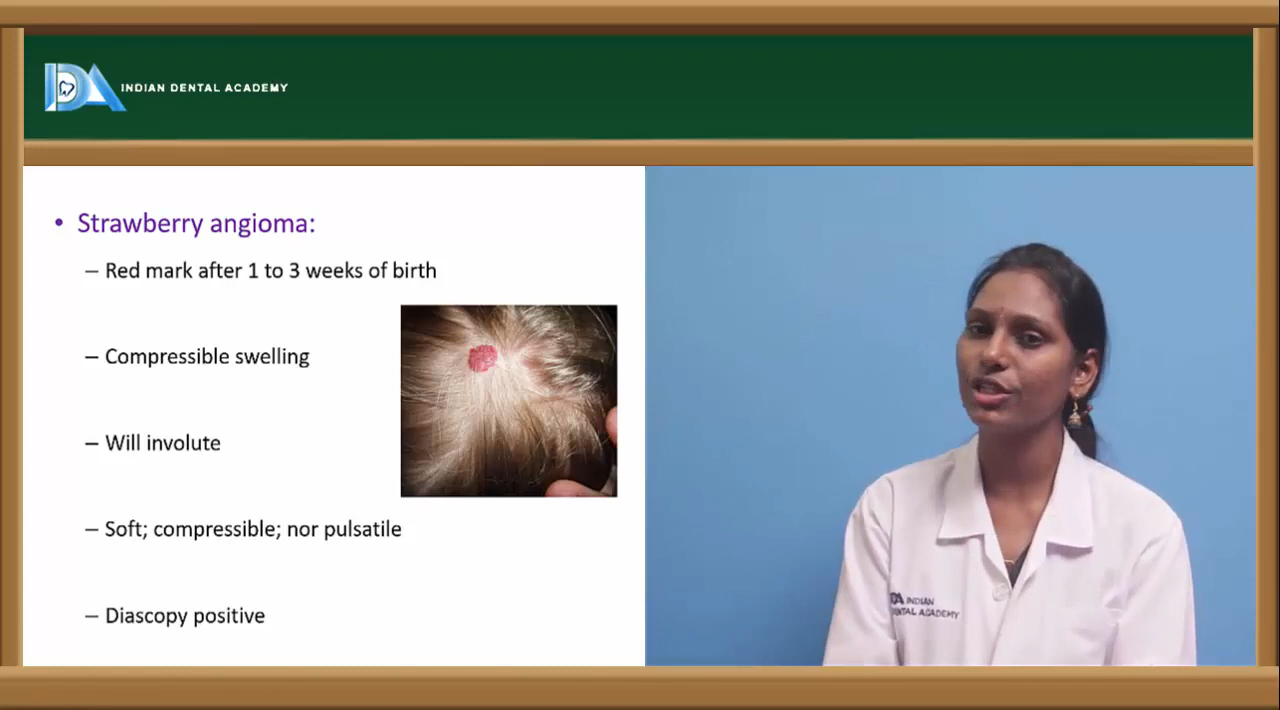 INDIAN DENTAL ACADEMY
• Strawberry angioma:
– Red mark after 1 to 3 weeks of birth
– Compressible swelling
– Will involute
– Soft; compressible; nor pulsatile
– Diascopy positive
INDIAN
DENTAL ACADEMY